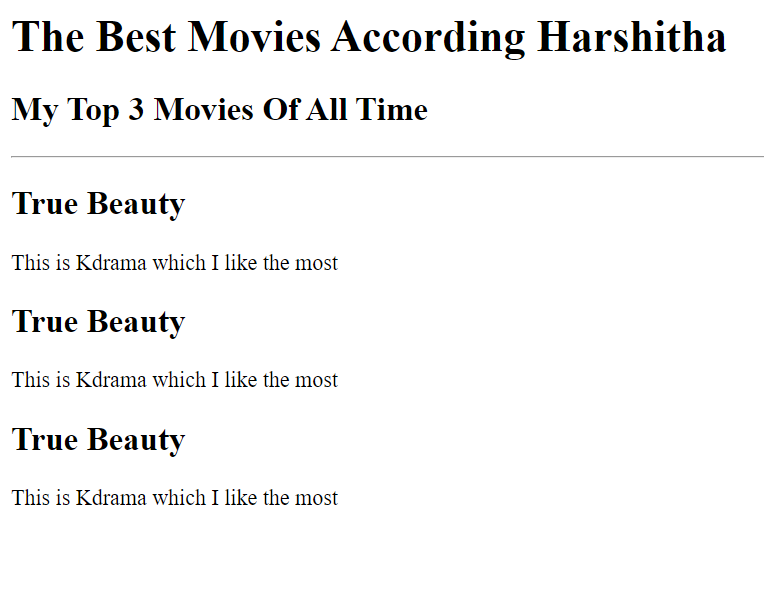 The Best Movies According Harshitha
My Top 3 Movies Of All Time
True Beauty
This is Kdrama which I like the most
True Beauty
This is Kdrama which I like the most
True Beauty
This is Kdrama which I like the most